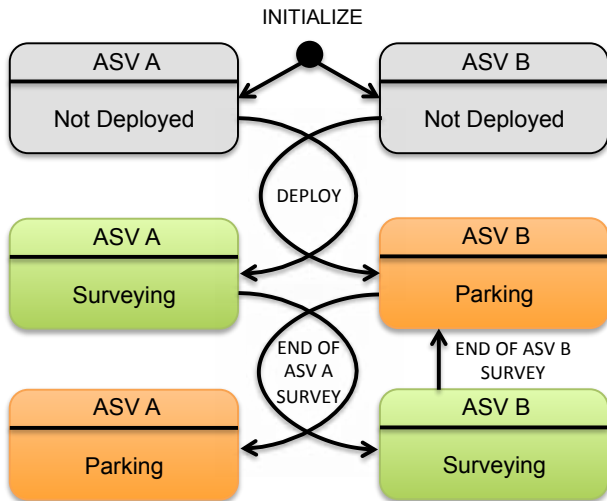 INITIALIZE
ASV A
Not Deployed
ASV B
Not Deployed
DEPLOY
ASV A
Surveying
ASV B
Parking
END OF
ASV A
SURVEY
END OF ASV B
SURVEY
ASV A
Parking
ASV B
Surveying